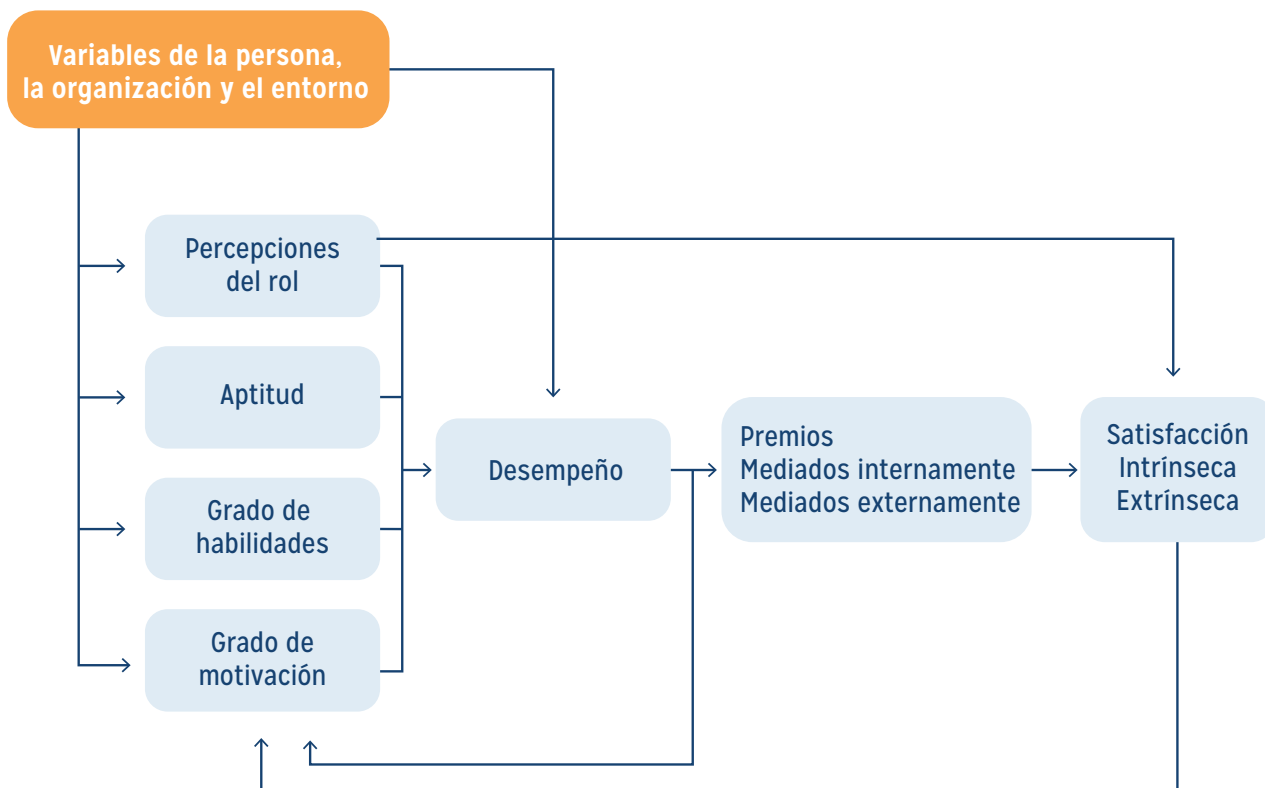 Variables de la persona,
la organización y el entorno
Percepciones
del rol
Aptitud
Grado de
habilidades
Grado de
motivación
Desempeño
Premios
Mediados internamente
Mediados externamente
Satisfacción
Intrínseca
Extrínseca